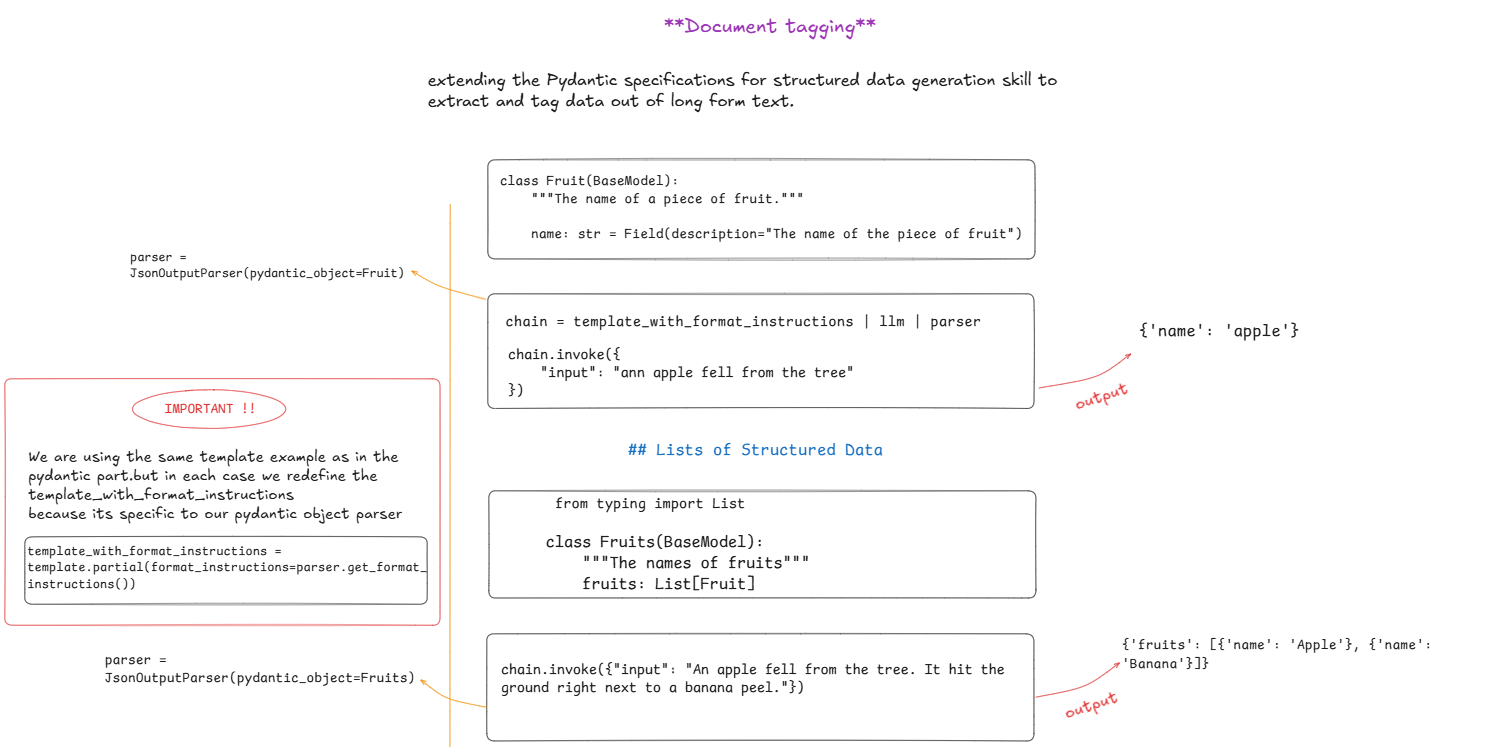 **Document tagging**
extending the Pydantic specifications for structured data generation skill to
extract and tag data out of long form text.
class Fruit(BaseModel):
"""The name of a piece of fruit."""
name: str = Field(description="The name of the piece of fruit")
parser =
JsonOutputParser(pydantic_object=Fruit)
chain = template_with_format_instructions | llm | parser
chain.invoke({
"input": "ann apple fell from the tree"
})
{'name': 'apple'}
output
IMPORTANT !!
We are using the same template example as in the
pydantic part.but in each case we redefine the
template_with_format_instructions
because its specific to our pydantic object parser
template_with_format_instructions =
template.partial(format_instructions=parser.get_format_
instructions())
## Lists of Structured Data
from typing import List
class Fruits(BaseModel):
"""The names of fruits"""
fruits: List[Fruit]
parser =
JsonOutputParser(pydantic_object=Fruits)
chain.invoke({"input": "An apple fell from the tree. It hit the
ground right next to a banana peel."})
{'fruits': [{'name': 'Apple'}, {'name':
'Banana'}]}
output